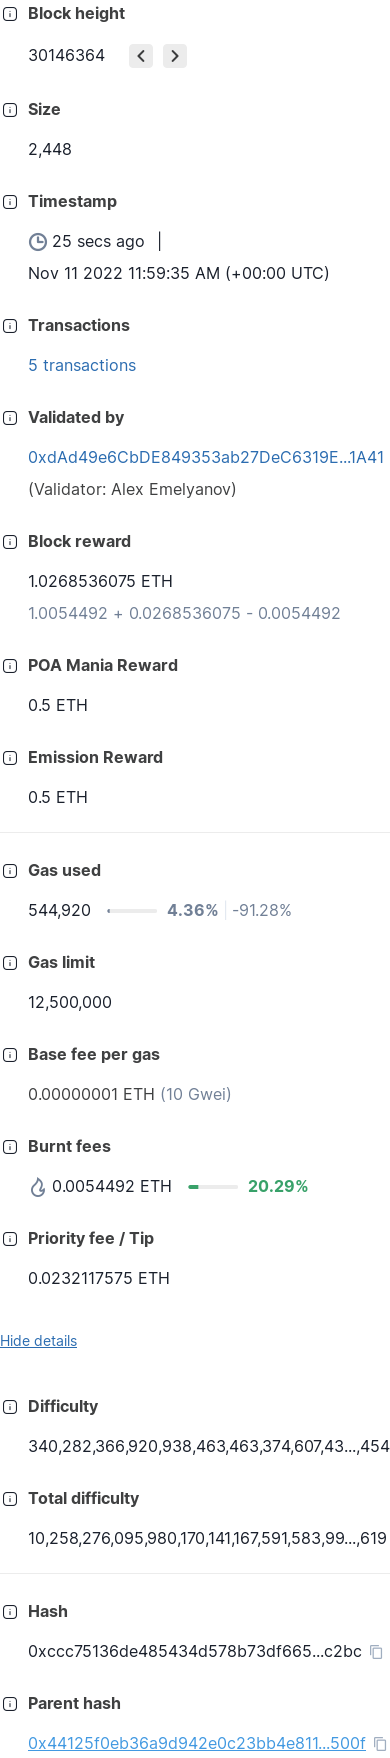 Block height
30146364
Size
2,448
Timestamp
25 secs ago |
Nov 11 2022 11:59:35 AM (+00:00 UTC)
Transactions
5 transactions
Validated by
0xdAd49e6CbDE849353ab27DeC6319E...1A41
(Validator: Alex Emelyanov)
Block reward
1.0268536075 ETH
1.0054492 + 0.0268536075 - 0.0054492
POA Mania Reward
0.5 ETH
Emission Reward
0.5 ETH
Gas used
544,920 4.36% -91.28%
Gas limit
12,500,000
Base fee per gas
0.00000001 ETH (10 Gwei)
Burnt fees
0.0054492 ETH 20.29%
Priority fee / Tip
0.0232117575 ETH
Hide details
Difficulty
340,282,366,920,938,463,463,374,607,43...,454
Total difficulty
10,258,276,095,980,170,141,167,591,583,99...,619
Hash
0xccc75136de485434d578b73df665...c2bc
Parent hash
0x44125f0eb36a9d942e0c23bb4e811...500f